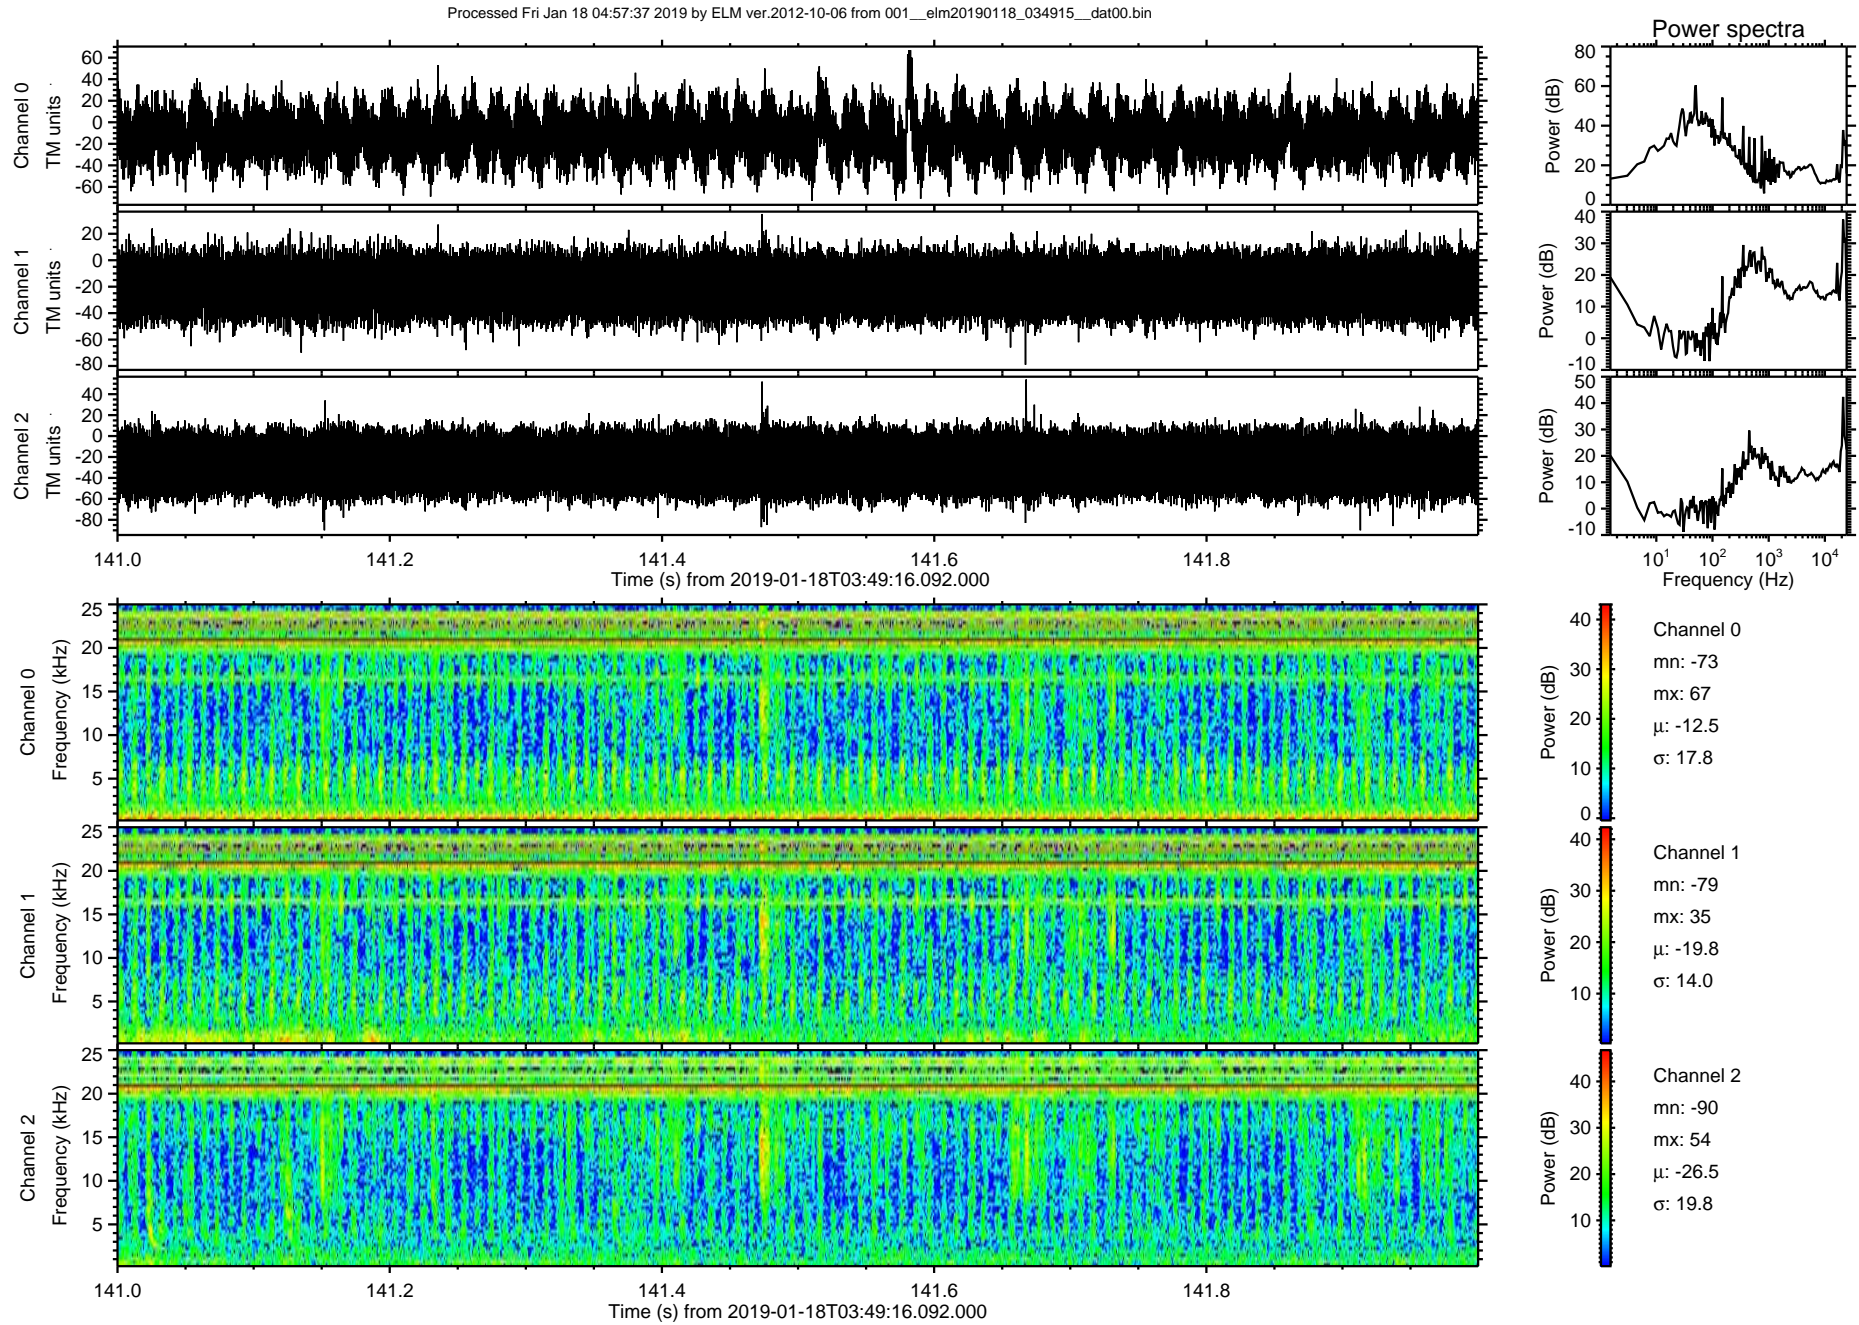 Processed Fri Jan 18 04:57:37 2019 by ELM ver.2012-10-06 from 001__elm20190118_034915__dat00.bin
Power spectra
Channel 0
TM units
60
40
20
0
-20
-40
-60
Power (dB)
80
60
40
20
0
Channel 1
TM units
20
0
-20
-40
-60
-80
Power (dB)
40
30
20
10
0
-10
Channel 2
TM units
40
20
0
-20
-40
-60
-80
Power (dB)
50
40
30
20
10
0
-10
141.0 141.2 141.4 141.6 141.8
Time (s) from 2019-01-18T03:49:16.092.000
10¹ 10² 10³ 10⁴
Frequency (Hz)
Channel 0
Frequency (kHz)
25
20
15
10
5
Power (dB)
40
30
20
10
0
Channel 0
mn: -73
mx: 67
μ: -12.5
σ: 17.8
Channel 1
Frequency (kHz)
25
20
15
10
5
Power (dB)
40
30
20
10
Channel 1
mn: -79
mx: 35
μ: -19.8
σ: 14.0
Channel 2
Frequency (kHz)
25
20
15
10
5
Power (dB)
40
30
20
10
Channel 2
mn: -90
mx: 54
μ: -26.5
σ: 19.8
141.0 141.2 141.4 141.6 141.8
Time (s) from 2019-01-18T03:49:16.092.000